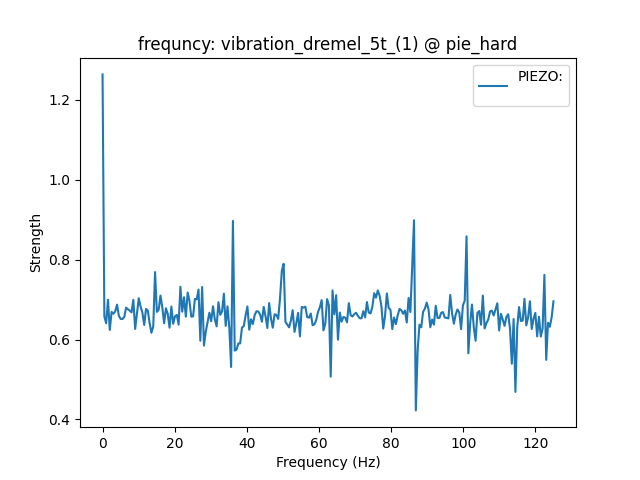 frequncy: vibration_dremel_5t_(1) @ pie_hard
PIEZO:
Strength
1.2
1.0
0.8
0.6
0.4
0 20 40 60 80 100 120
Frequency (Hz)